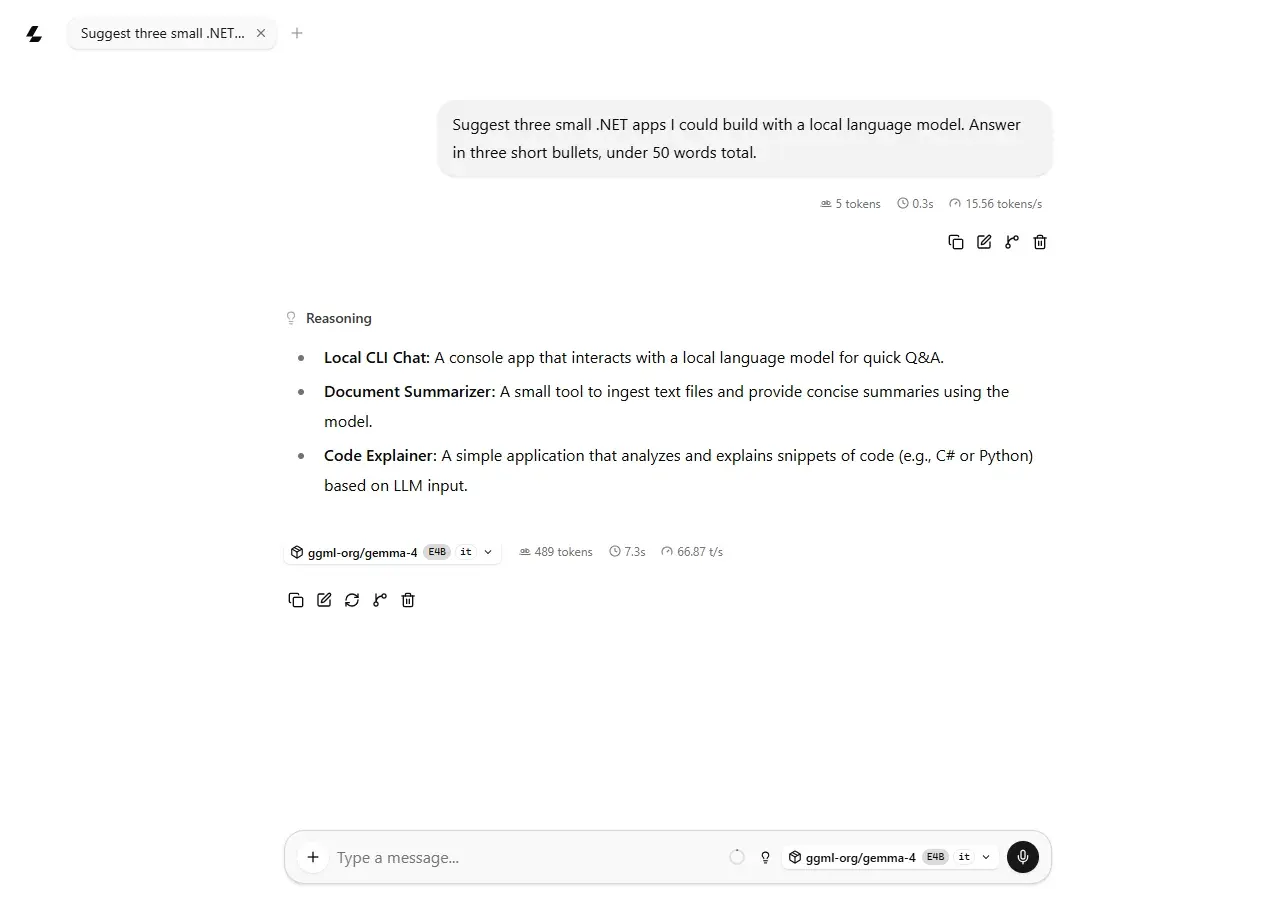 Suggest three small .NET...
Suggest three small .NET apps I could build with a local language model. Answer
in three short bullets, under 50 words total.
5 tokens 0.3s 15.56 tokens/s
Reasoning
Local CLI Chat: A console app that interacts with a local language model for quick Q&A.
Document Summarizer: A small tool to ingest text files and provide concise summaries using the
model.
Code Explainer: A simple application that analyzes and explains snippets of code (e.g., C# or Python)
based on LLM input.
ggml-org/gemma-4 E4B it 489 tokens 7.3s 66.87 t/s
Type a message... ggml-org/gemma-4 E4B it